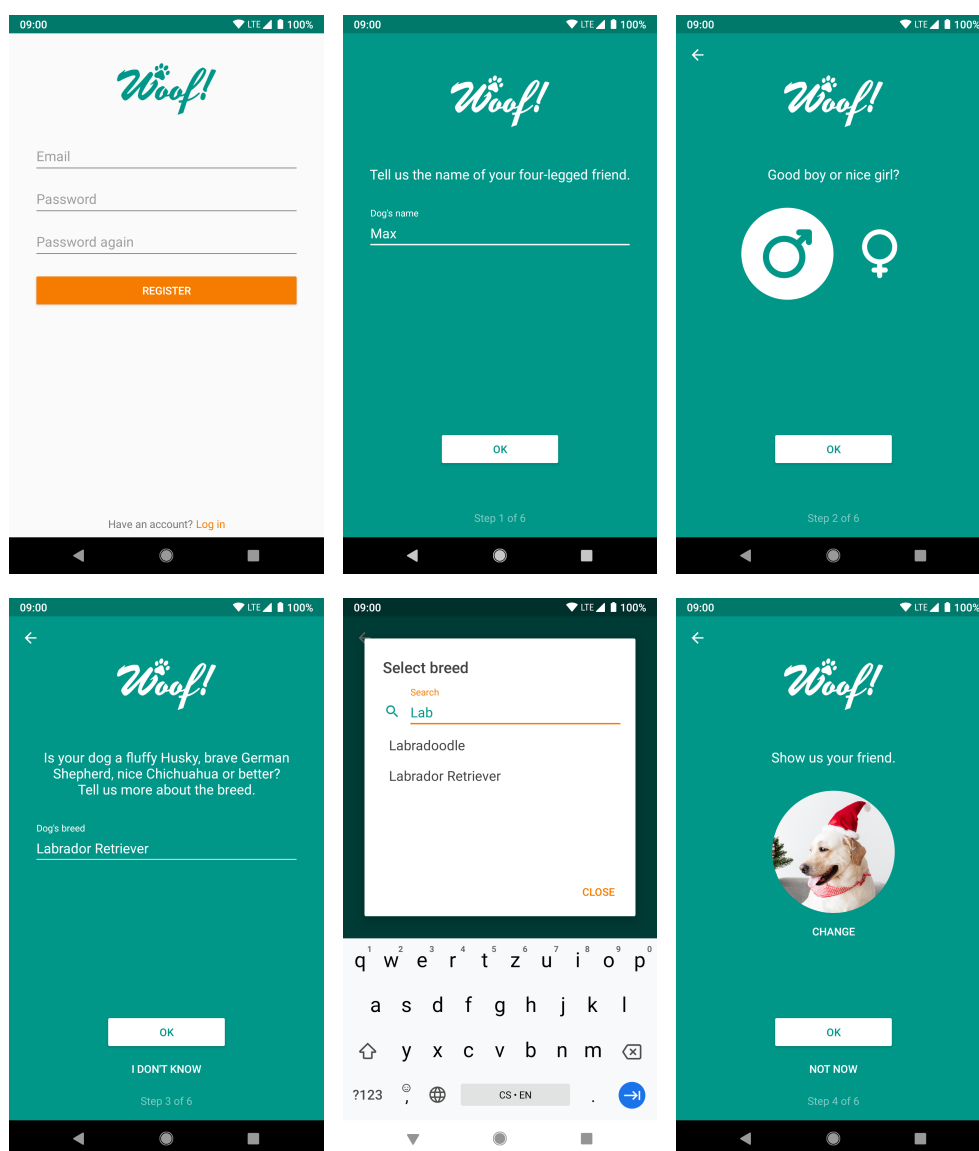 09:00 LTE 100%
Woof!
Email
Password
Password again
REGISTER
Have an account? Log in
09:00 LTE 100%
Woof!
Tell us the name of your four-legged friend.
Dog's name
Max
OK
Step 1 of 6
09:00 LTE 100%
Woof!
Good boy or nice girl?
OK
Step 2 of 6
09:00 LTE 100%
Woof!
Is your dog a fluffy Husky, brave German
Shepherd, nice Chichuahua or better?
Tell us more about the breed.
Dog's breed
Labrador Retriever
OK
I DON'T KNOW
Step 3 of 6
09:00 LTE 100%
Select breed
Search
Lab
Labradoodle
Labrador Retriever
CLOSE
1 2 3 4 5 6 7 8 9 0
q w e r t z u i o p
a s d f g h j k l
y x c v b n m
?123 , CS • EN .
09:00 LTE 100%
Woof!
Show us your friend.
CHANGE
OK
NOT NOW
Step 4 of 6